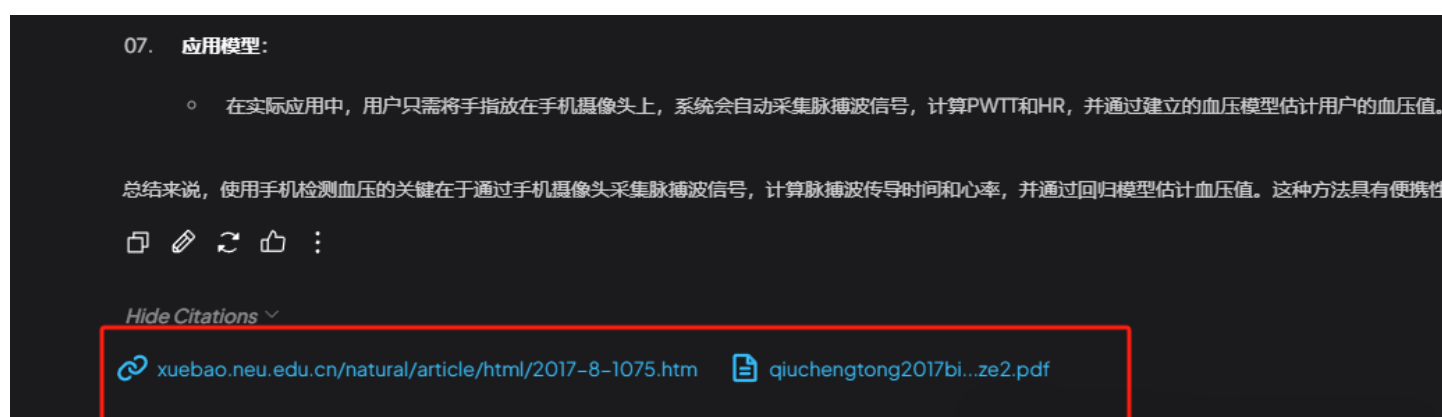 07. 应用模型:
在实际应用中，用户只需将手指放在手机摄像头上，系统会自动采集脉搏波信号，计算PWTT和HR，并通过建立的血压模型估计用户的血压值。
总结来说，使用手机检测血压的关键在于通过手机摄像头采集脉搏波信号，计算脉搏波传导时间和心率，并通过回归模型估计血压值。这种方法具有便携性
Hide Citations
xuebao.neu.edu.cn/natural/article/html/2017-8-1075.htm qiuchengtong2017bi...ze2.pdf